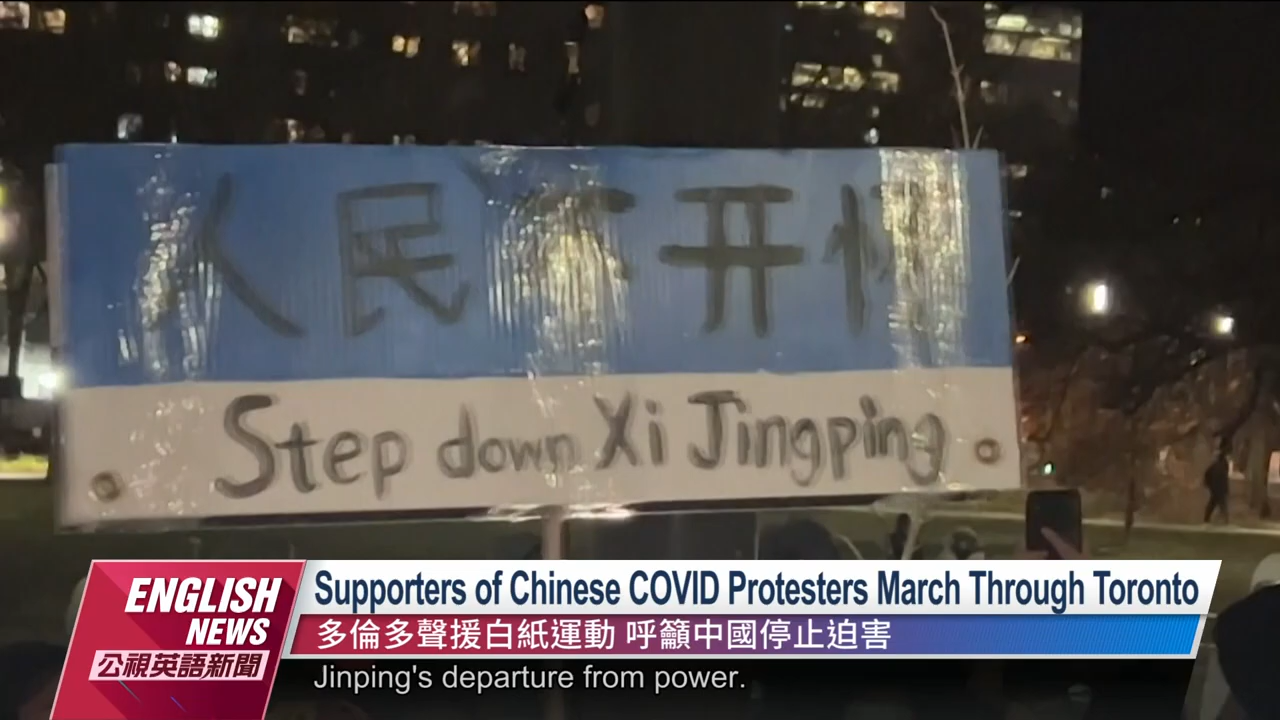 人民不开
Step down Xi Jingping
ENGLISH NEWS
公視英語新聞
Supporters of Chinese COVID Protesters March Through Toronto
多倫多聲援白紙運動 呼籲中國停止迫害
Jinping's departure from power.